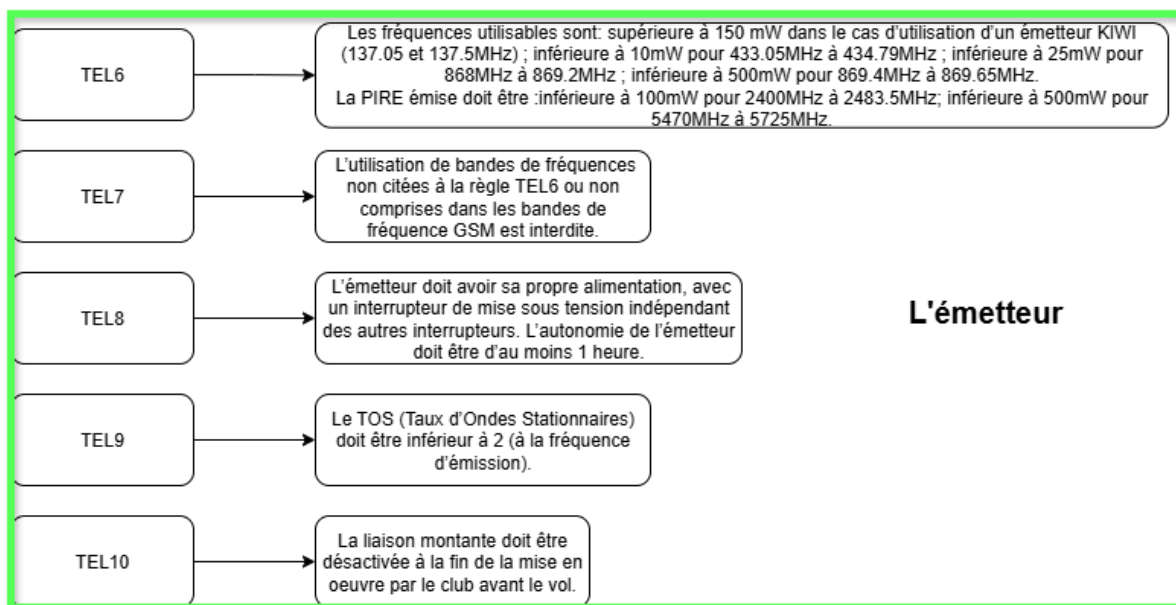 TEL6
Les fréquences utilisables sont: supérieure à 150 mW dans le cas d'utilisation d'un émetteur KIWI
(137.05 et 137.5MHz) ; inférieure à 10mW pour 433.05MHz à 434.79MHz ; inférieure à 25mW pour
868MHz à 869.2MHz ; inférieure à 500mW pour 869.4MHz à 869.65MHz.
La PIRE émise doit être :inférieure à 100mW pour 2400MHz à 2483.5MHz; inférieure à 500mW pour
5470MHz à 5725MHz.
TEL7
L'utilisation de bandes de fréquences
non citées à la règle TEL6 ou non
comprises dans les bandes de
fréquence GSM est interdite.
TEL8
L'émetteur doit avoir sa propre alimentation, avec
un interrupteur de mise sous tension indépendant
des autres interrupteurs. L'autonomie de l'émetteur
doit être d'au moins 1 heure.
L'émetteur
TEL9
Le TOS (Taux d'Ondes Stationnaires)
doit être inférieur à 2 (à la fréquence
d'émission).
TEL10
La liaison montante doit être
désactivée à la fin de la mise en
oeuvre par le club avant le vol.